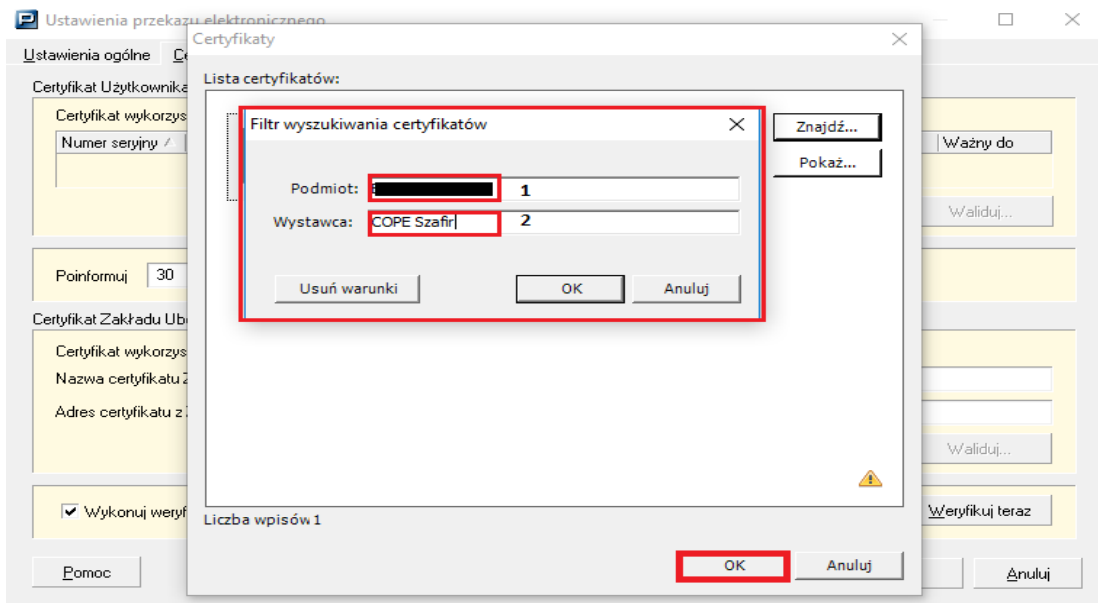 Ustawienia przekazu elektronicznego
Certyfikaty
Ustawienia ogólne
Lista certyfikatów:
Certyfikat Użytkownika
Certyfikat wykorzys
Numer seryjny
Ważny do
Filtr wyszukiwania certyfikatów
Znajdź...
Pokaż...
Podmiot: 1
Wystawca: COPE Szafir 2
Waliduj...
Usuń warunki OK Anuluj
Poinformuj 30
Certyfikat Zakładu Ub
Certyfikat wykorzys
Nazwa certyfikatu Z
Adres certyfikatu z
Waliduj...
Wykonuj weryf
Liczba wpisów 1
Weryfikuj teraz
OK Anuluj
Pomoc
Anuluj